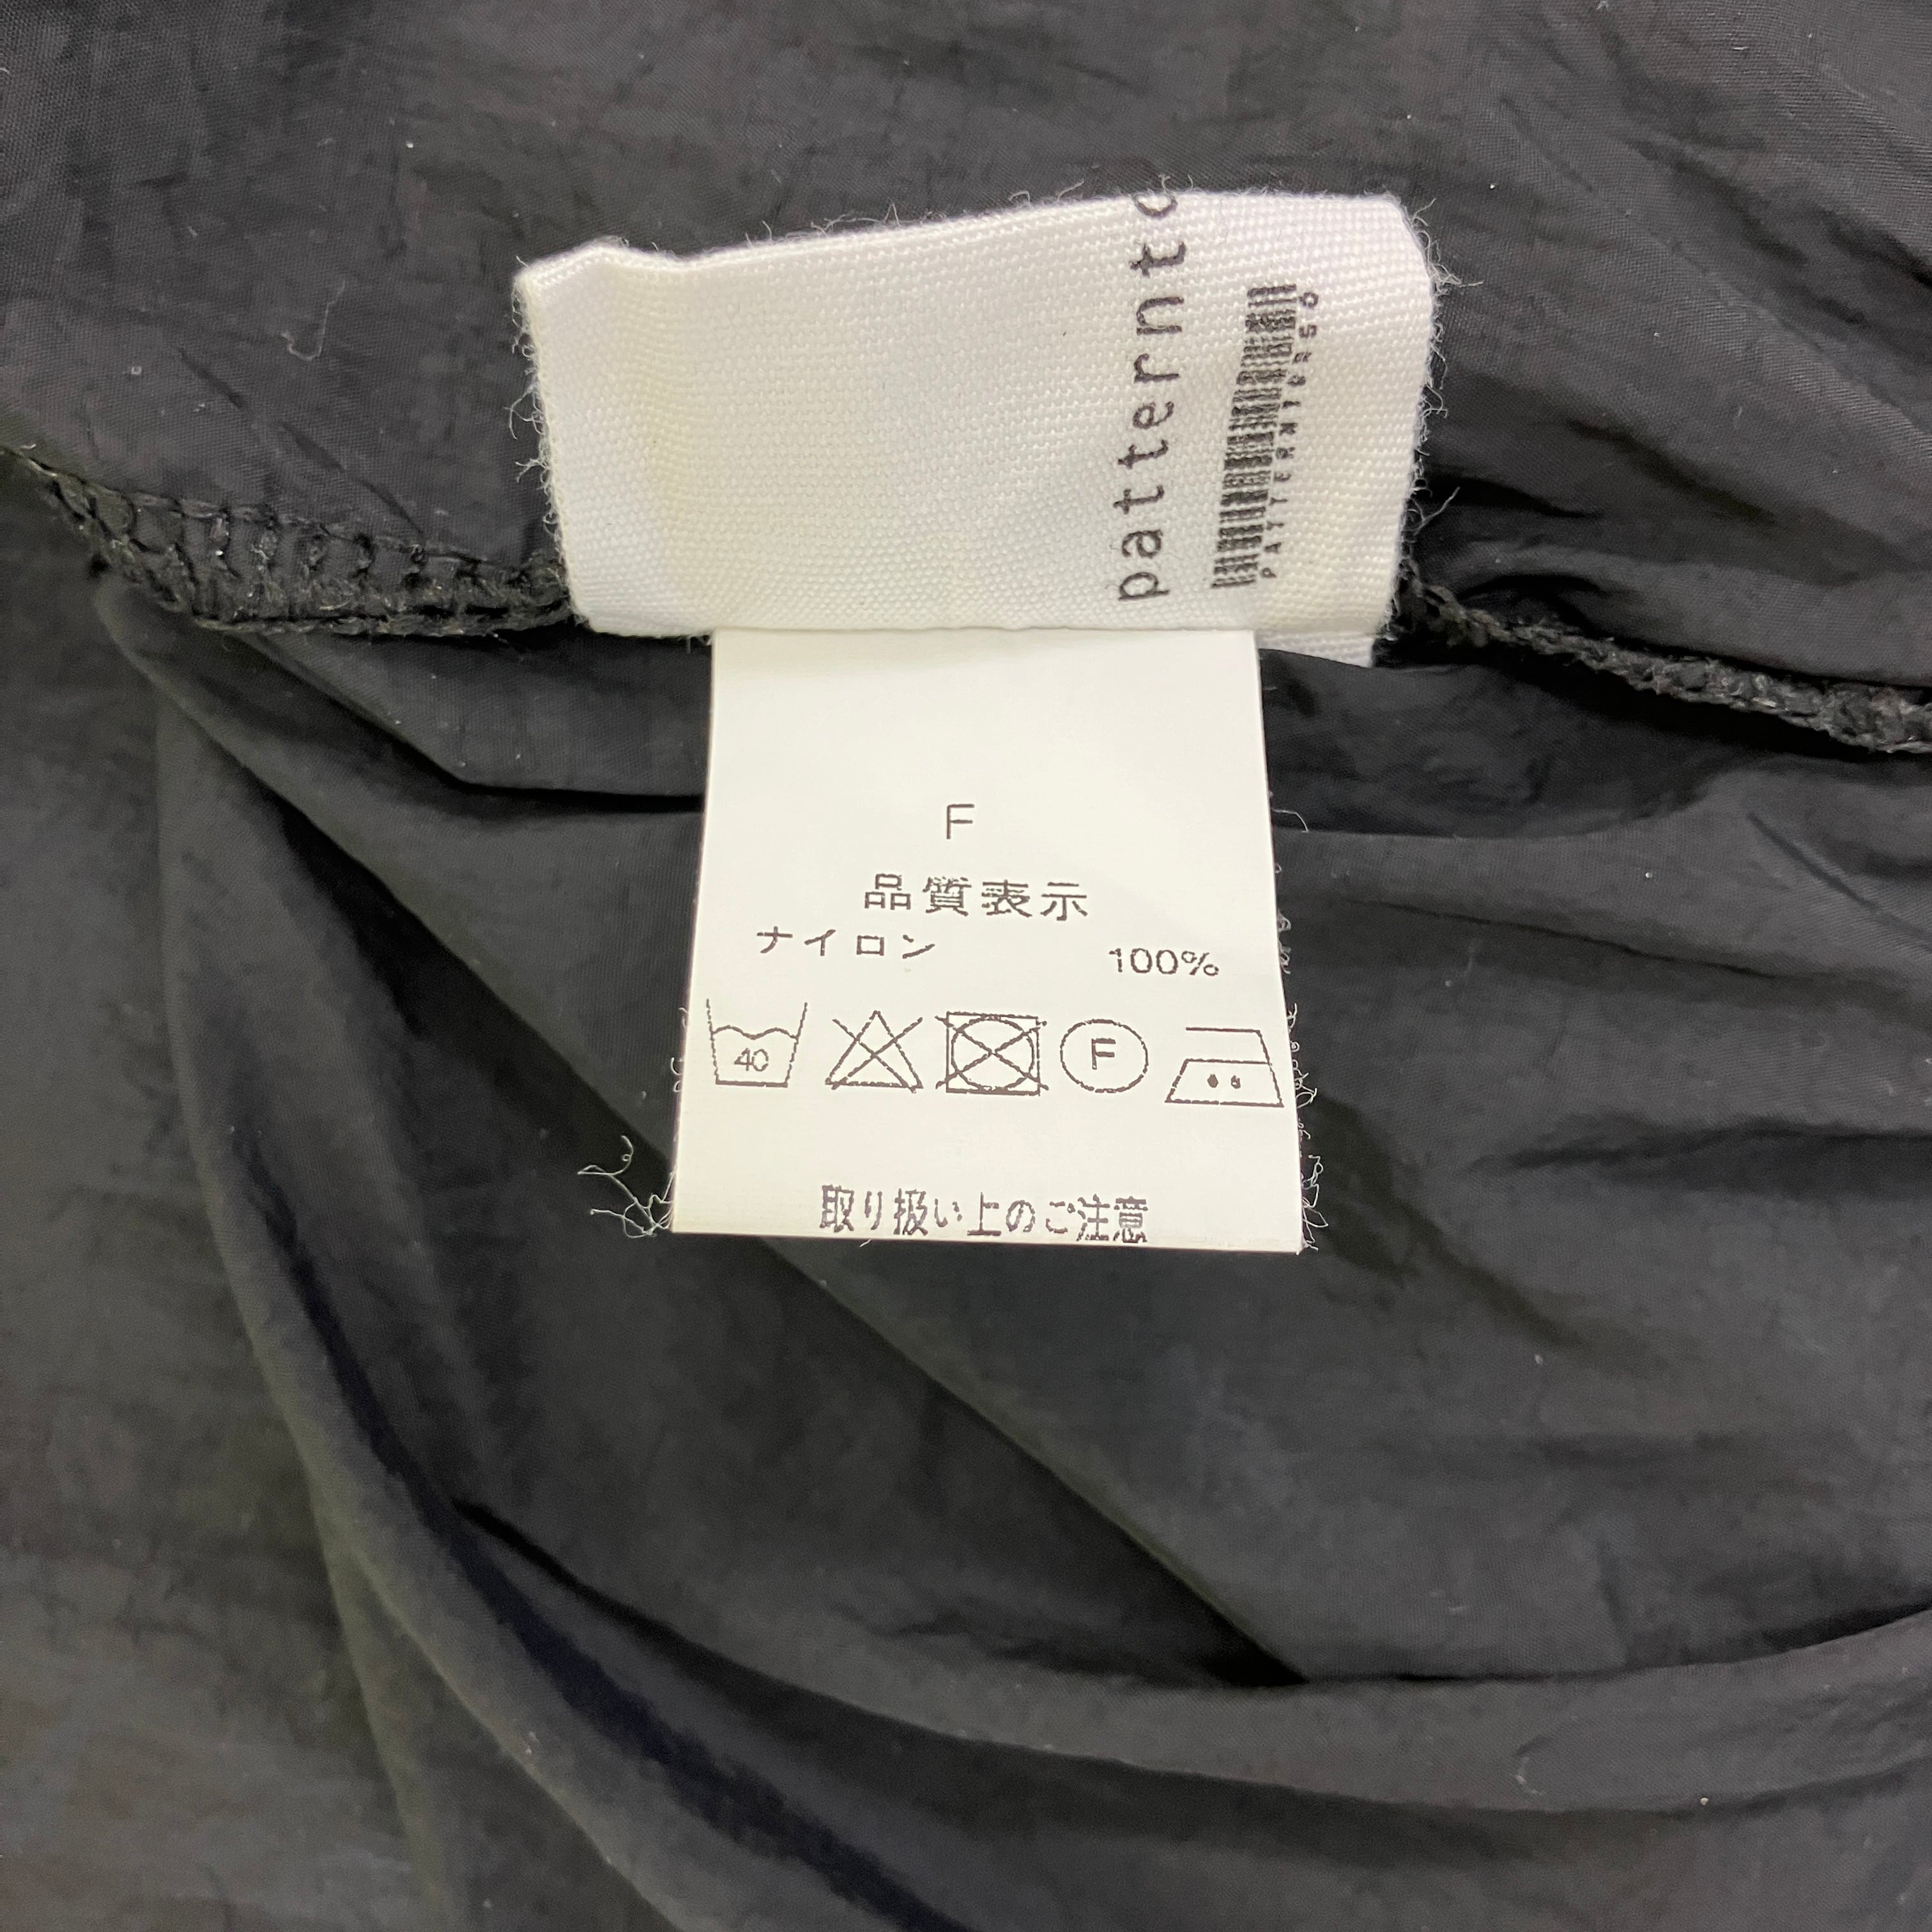 patternt
F
品質表示
ナイロン 100%
40
F
取り扱い上のご注意